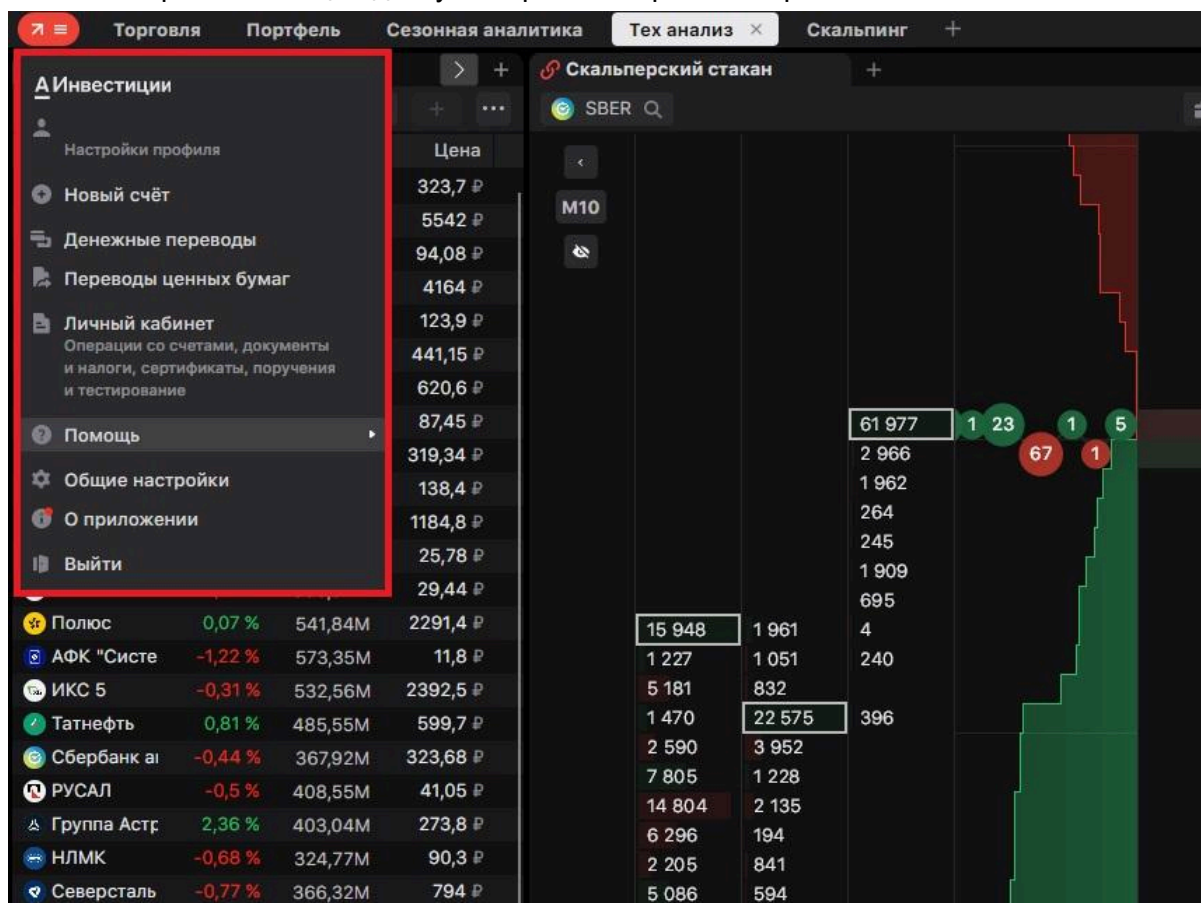 Торговля Портфель Сезонная аналитика Тех анализ × Скальпинг +
А Инвестиции
Настройки профиля
Новый счёт
Денежные переводы
Переводы ценных бумаг
Личный кабинет
Операции со счетами, документы
и налоги, сертификаты, поручения
и тестирование
Помощь
Общие настройки
О приложении
Выйти
Цена
323,7 ₽
5542 ₽
94,08 ₽
4164 ₽
123,9 ₽
441,15 ₽
620,6 ₽
87,45 ₽
319,34 ₽
138,4 ₽
1184,8 ₽
25,78 ₽
29,44 ₽
Полюс 0,07 % 541,84M 2291,4 ₽
АФК "Систе -1,22 % 573,35M 11,8 ₽
ИКС 5 -0,31 % 532,56M 2392,5 ₽
Татнефть 0,81 % 485,55M 599,7 ₽
Сбербанк -0,44 % 367,92M 323,68 ₽
РУСАЛ -0,5 % 408,55M 41,05 ₽
Группа Астр 2,36 % 403,04M 273,8 ₽
НЛМК -0,68 % 324,77M 90,3 ₽
Северсталь -0,77 % 366,32M 794 ₽
Скальперский стакан +
SBER
M10
61 977 1 23 1 5
2 966 67 1
1 962
264
245
1 909
695
15 948 1 961 4
1 227 1 051 240
5 181 832
1 470 22 575 396
2 590 3 952
7 805 1 228
14 804 2 135
6 296 194
2 205 841
5 086 594